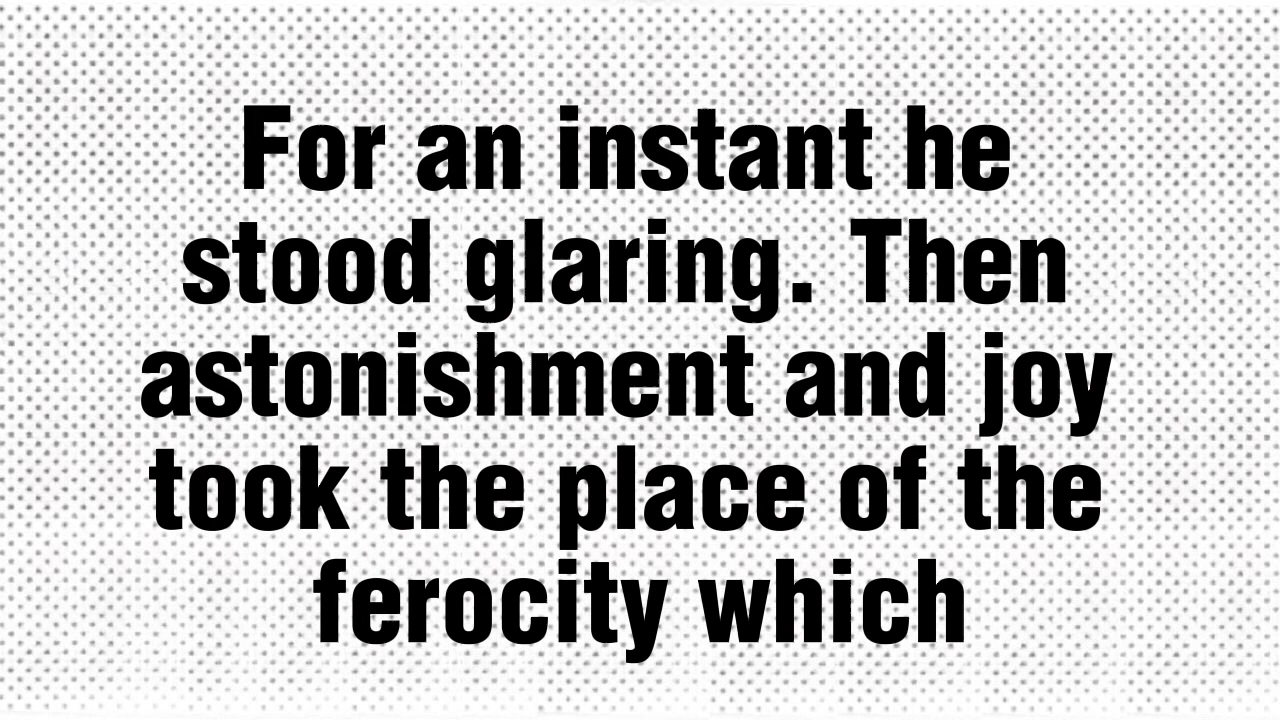 For an instant he
stood glaring. Then
astonishment and joy
took the place of the
ferocity which